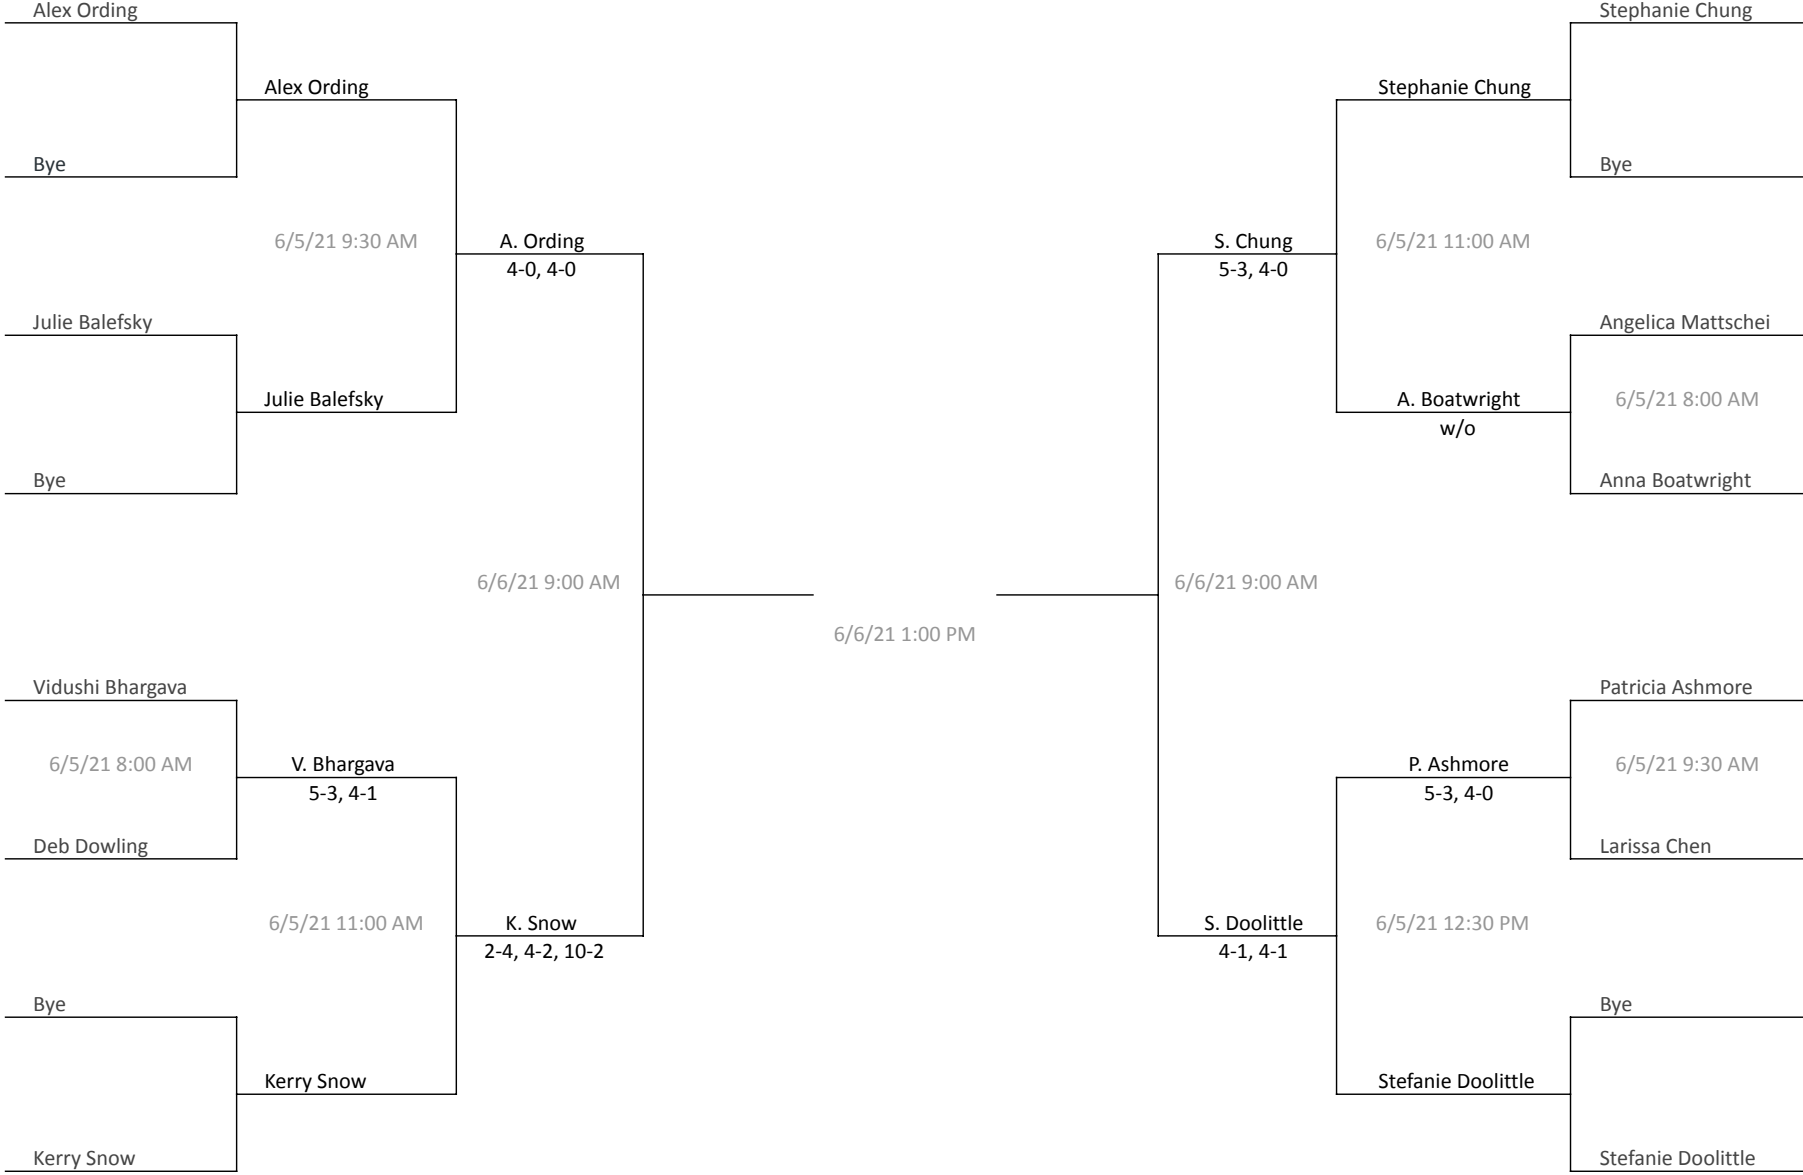 Alex Ording
Stephanie Chung
Alex Ording
Stephanie Chung
Bye
Bye
6/5/21 9:30 AM
A. Ording
4-0, 4-0
S. Chung
5-3, 4-0
6/5/21 11:00 AM
Julie Balefsky
Angelica Mattschei
Julie Balefsky
A. Boatwright
w/o
6/5/21 8:00 AM
Bye
Anna Boatwright
6/6/21 9:00 AM
6/6/21 9:00 AM
6/6/21 1:00 PM
Vidushi Bhargava
Patricia Ashmore
6/5/21 8:00 AM
V. Bhargava
5-3, 4-1
P. Ashmore
5-3, 4-0
6/5/21 9:30 AM
Deb Dowling
Larissa Chen
6/5/21 11:00 AM
K. Snow
2-4, 4-2, 10-2
S. Doolittle
4-1, 4-1
6/5/21 12:30 PM
Bye
Bye
Kerry Snow
Stefanie Doolittle
Kerry Snow
Stefanie Doolittle